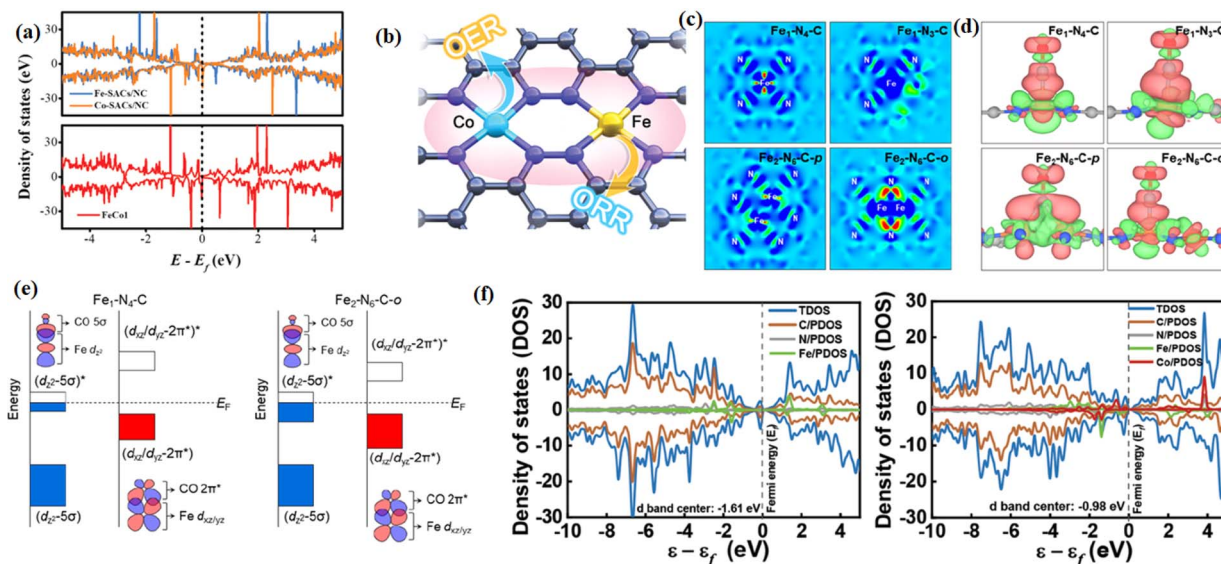 (a)
Density of states (eV)
30
0
-30
Fe-SACs/NC
Co-SACs/NC
30
0
-30
FeCo1
-4 -2 0 2 4
E - Ef (eV)
(b)
OER
Co
Fe
ORR
(c)
Fe1-N4-C
N N
Fe
N N
Fe1-N3-C
N
Fe
N N
Fe2-N6-C-p
N N
Fe
N N
Fe
N N
Fe2-N6-C-o
N N N
Fe Fe
N N N
(d)
Fe1-N4-C
Fe1-N3-C
Fe2-N6-C-p
Fe2-N6-C-o
(e)
Energy
Fe1-N4-C
CO 5σ
Fe dz2
(dxz/dyz-2π*)*
(dz2-5σ)*
EF
(dxz/dyz-2π*)
(dz2-5σ)
CO 2π*
Fe dxz/yz
Fe2-N6-C-o
CO 5σ
Fe dz2
(dxz/dyz-2π*)*
(dz2-5σ)*
EF
(dxz/dyz-2π*)
(dz2-5σ)
CO 2π*
Fe dxz/yz
(f)
Density of states (DOS)
30
20
10
0
-10
-20
-30
TDOS
C/PDOS
N/PDOS
Fe/PDOS
Fermi energy (Ef)
d band center: -1.61 eV
-10 -8 -6 -4 -2 0 2 4
ε - εf (eV)
Density of states (DOS)
30
20
10
0
-10
-20
-30
TDOS
C/PDOS
N/PDOS
Fe/PDOS
Co/PDOS
Fermi energy (Ef)
d band center: -0.98 eV
-10 -8 -6 -4 -2 0 2 4
ε - εf (eV)